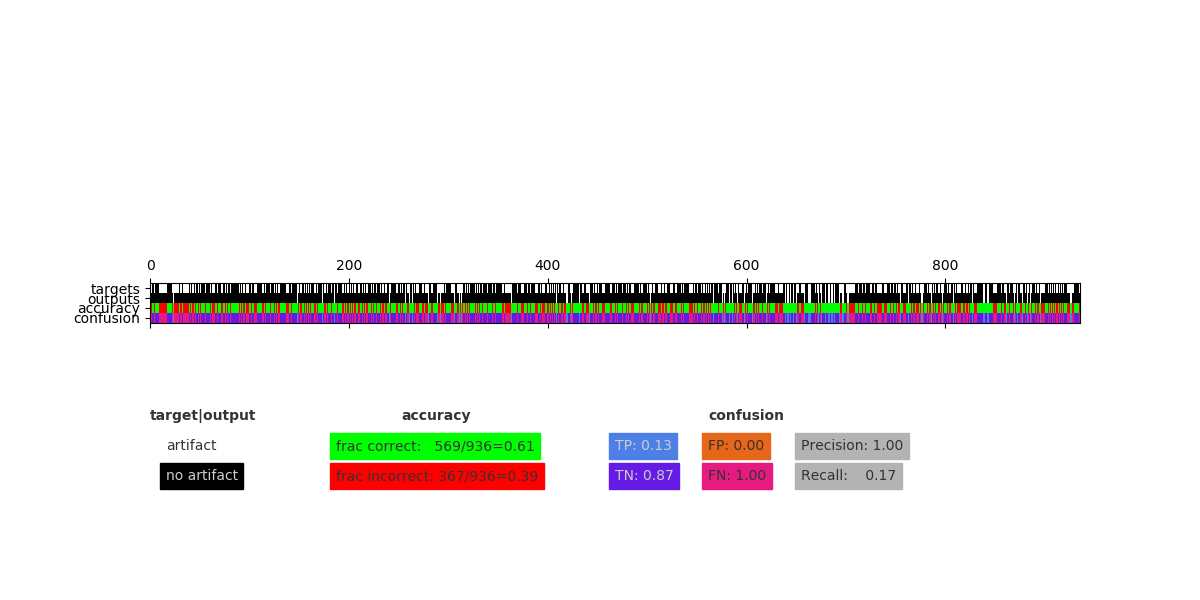 0 200 400 600 800
targets
outputs
accuracy
confusion
target|output accuracy confusion
artifact frac correct: 569/936=0.61 TP: 0.13 FP: 0.00 Precision: 1.00
no artifact frac incorrect: 367/936=0.39 TN: 0.87 FN: 1.00 Recall: 0.17